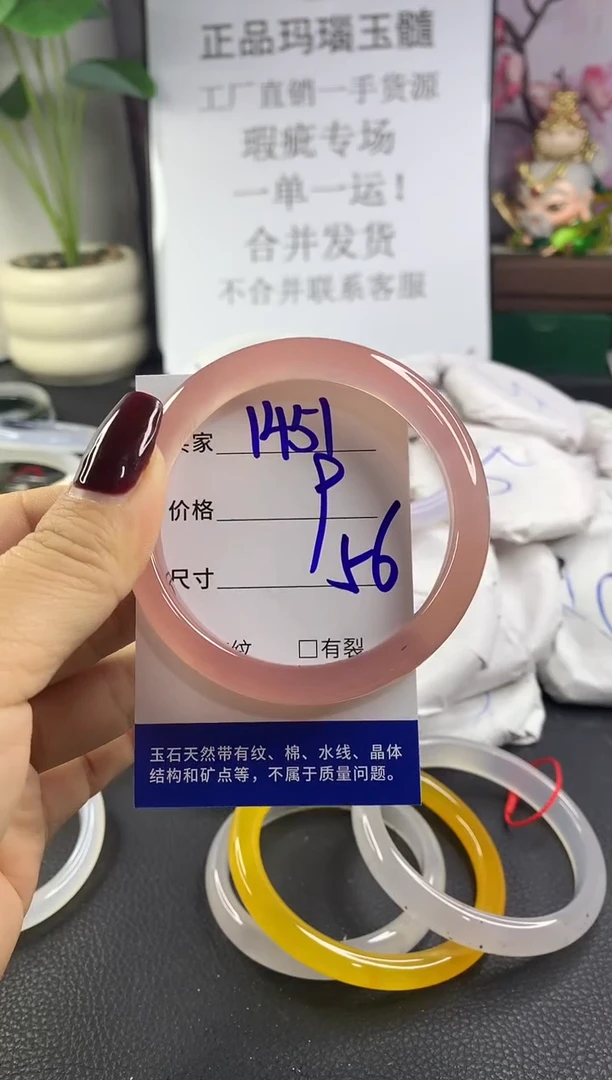 正品玛瑙玉髓
工厂直销一手货源
瑕疵专场
一单一运！
合并发货
不合并联系客服
家 1451
价格 P
尺寸 56
纹 □有裂
玉石天然带有纹、棉、水线、晶体
结构和矿点等，不属于质量问题。